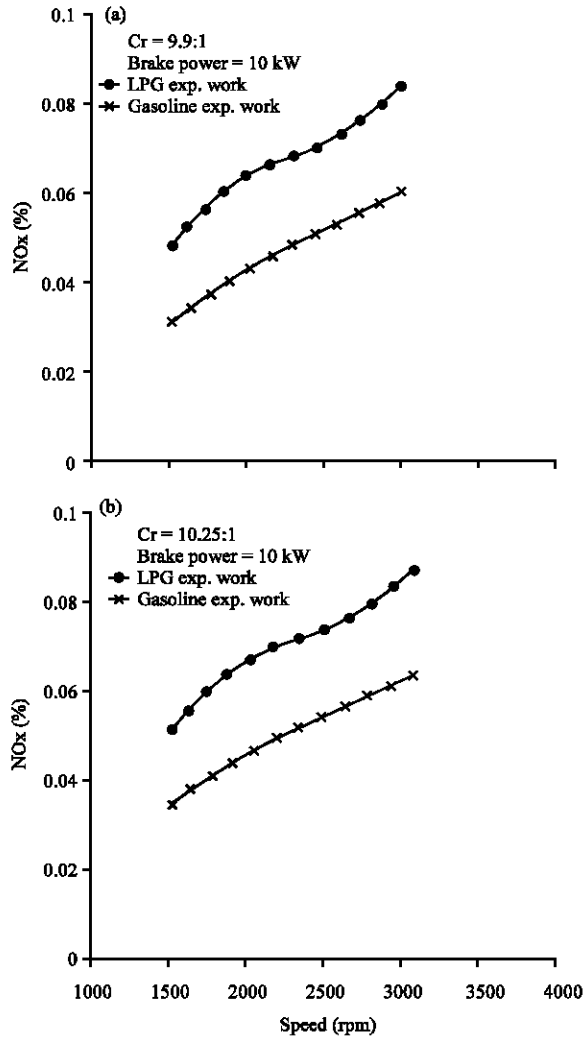 (a)
Cr = 9.9:1
Brake power = 10 kW
LPG exp. work
Gasoline exp. work
0.1
0.08
0.06
0.04
0.02
0
NOx (%)
(b)
Cr = 10.25:1
Brake power = 10 kW
LPG exp. work
Gasoline exp. work
0.1
0.08
0.06
0.04
0.02
0
NOx (%)
1000 1500 2000 2500 3000 3500 4000
Speed (rpm)